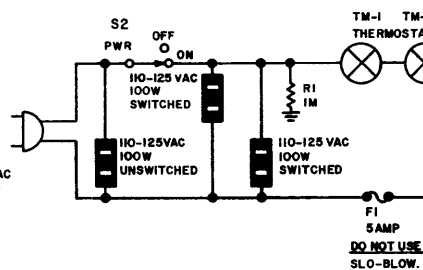 S2
OFF
PWR
ON
110-125 VAC
100W
SWITCHED
110-125VAC
100W
UNSWITCHED
110-125 VAC
100W
SWITCHED
R1
1M
TM-1
TM-
THERMOSTA
AC
F1
5 AMP
DO NOT USE
SLO-BLOW.